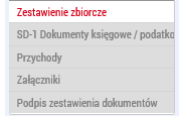 Zestawienie zbiorcze
SD-1 Dokumenty księgowe / podatko
Przychody
Załączniki
Podpis zestawienia dokumentów